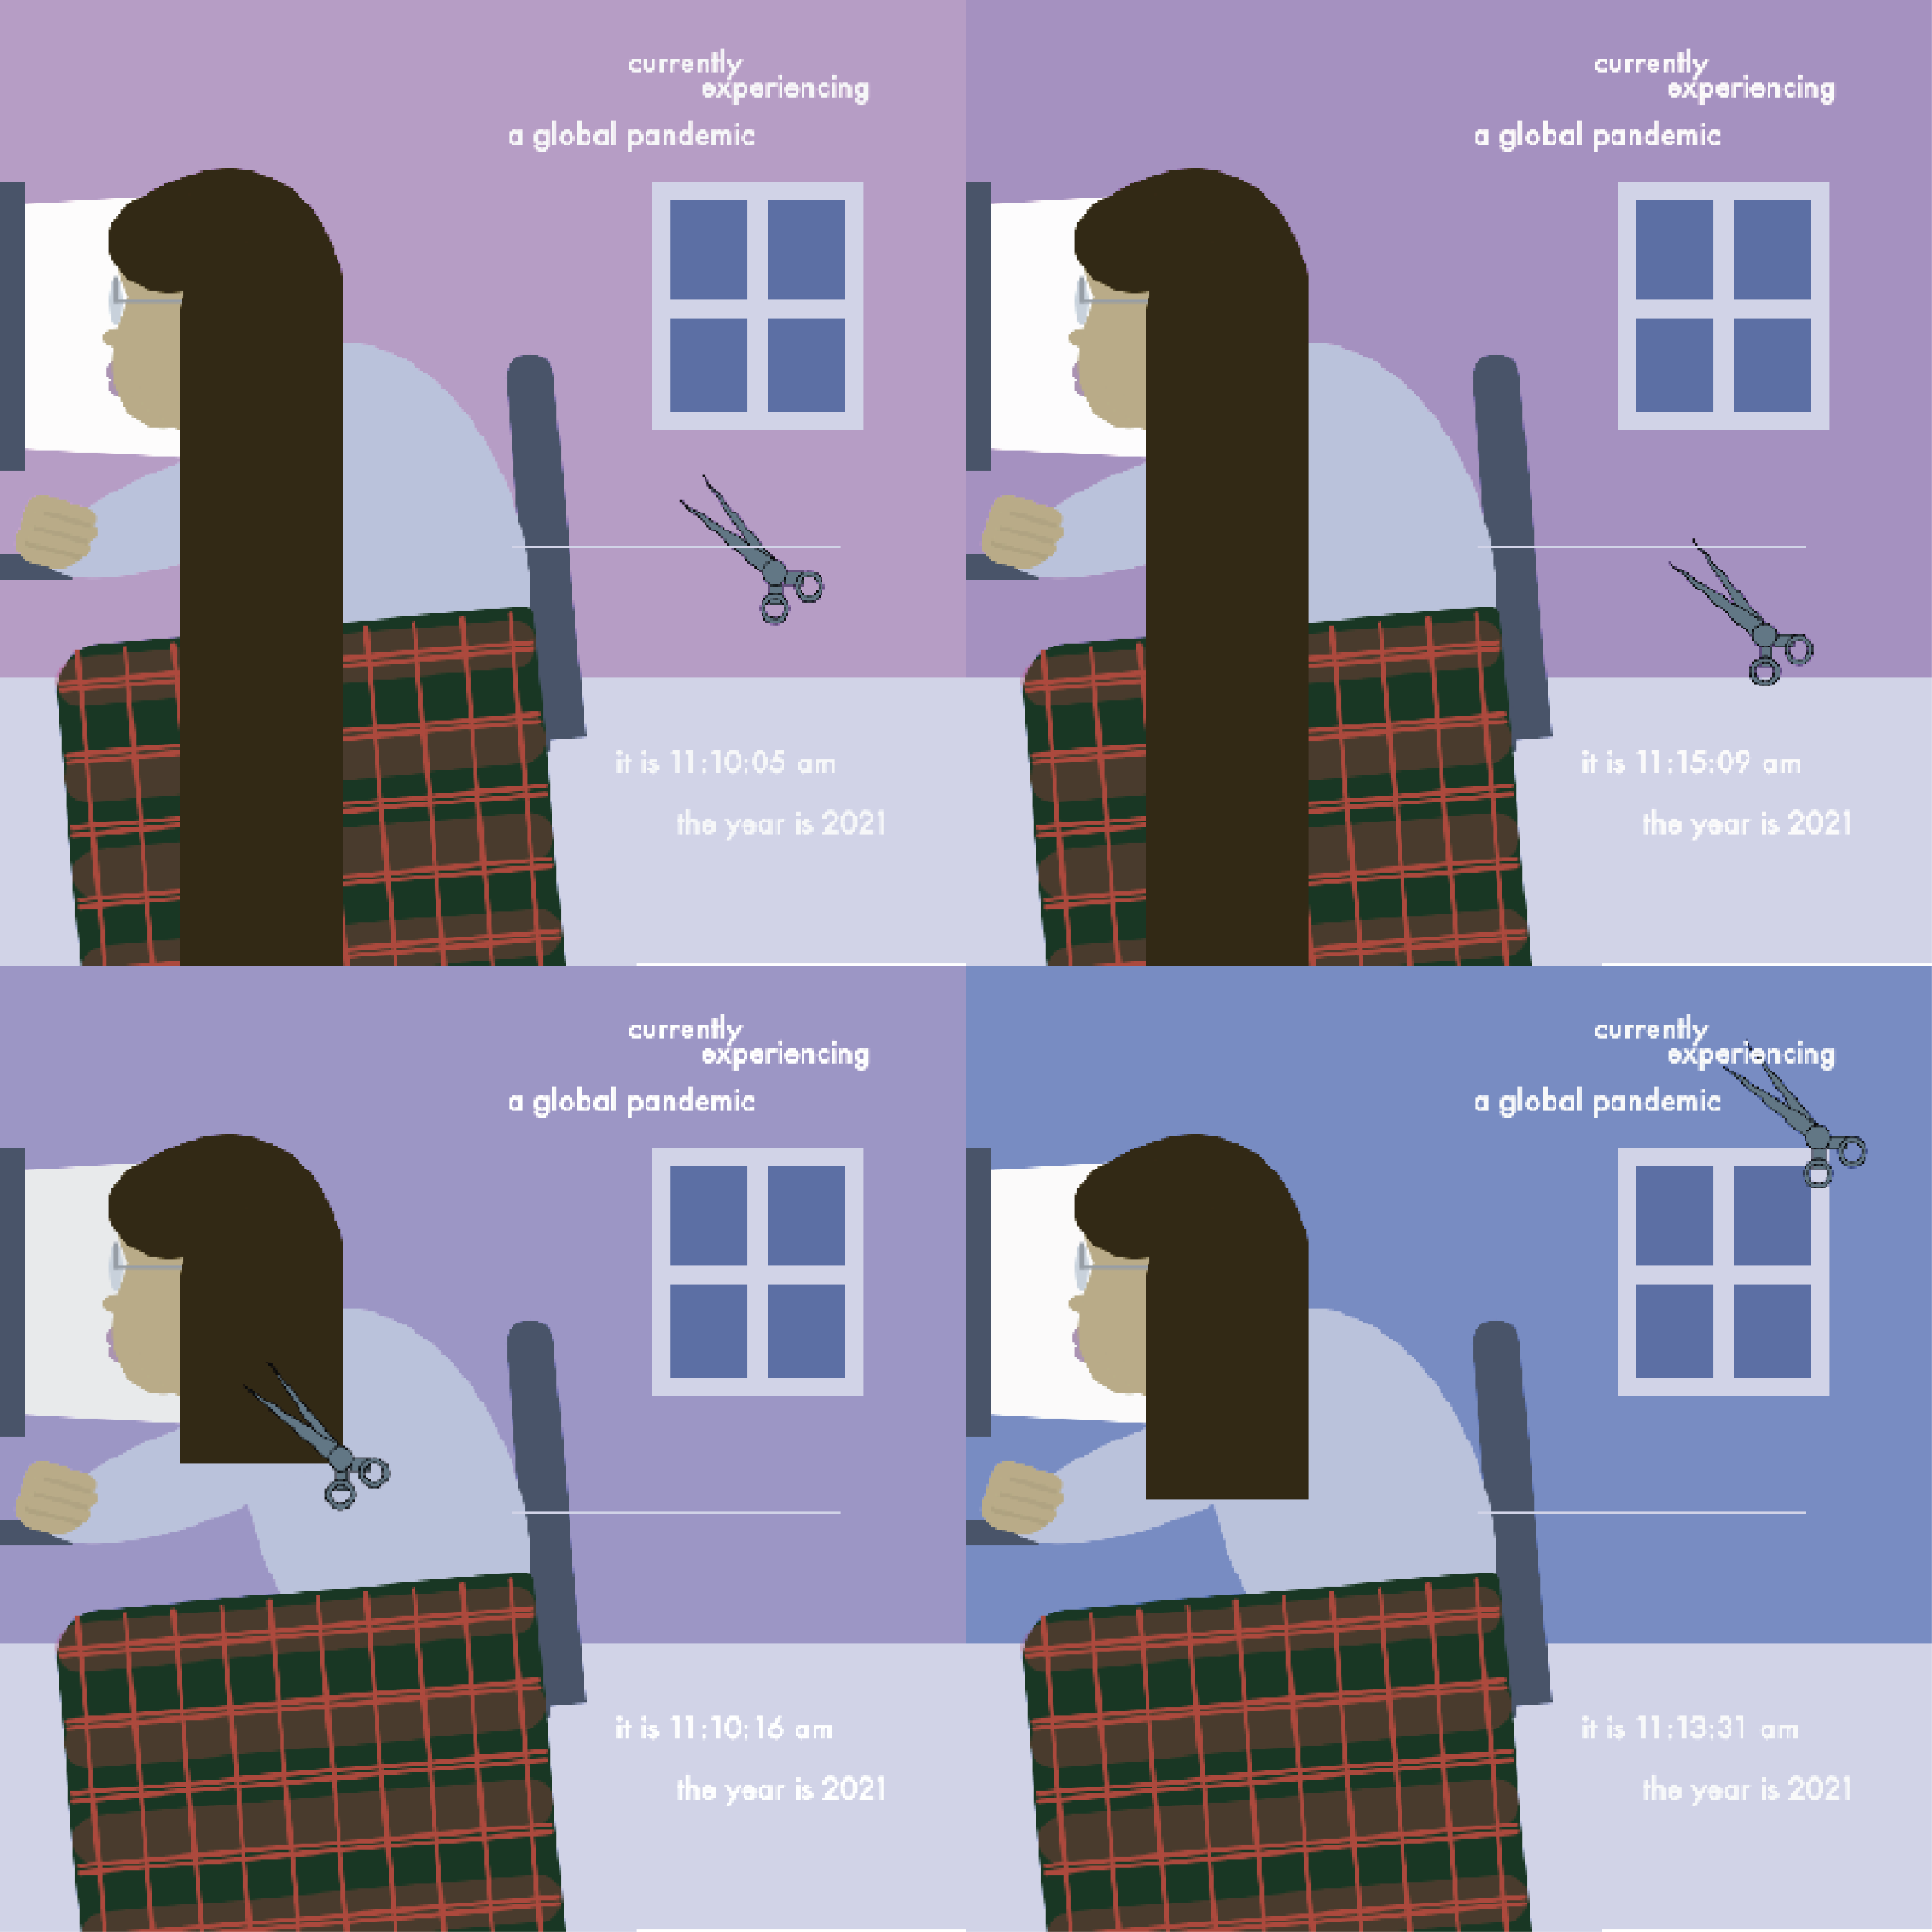 currently
experiencing
a global pandemic
it is 11:10:05 am
the year is 2021
currently
experiencing
a global pandemic
it is 11:15:09 am
the year is 2021
currently
experiencing
a global pandemic
it is 11:10:16 am
the year is 2021
currently
experiencing
a global pandemic
it is 11:13:31 am
the year is 2021